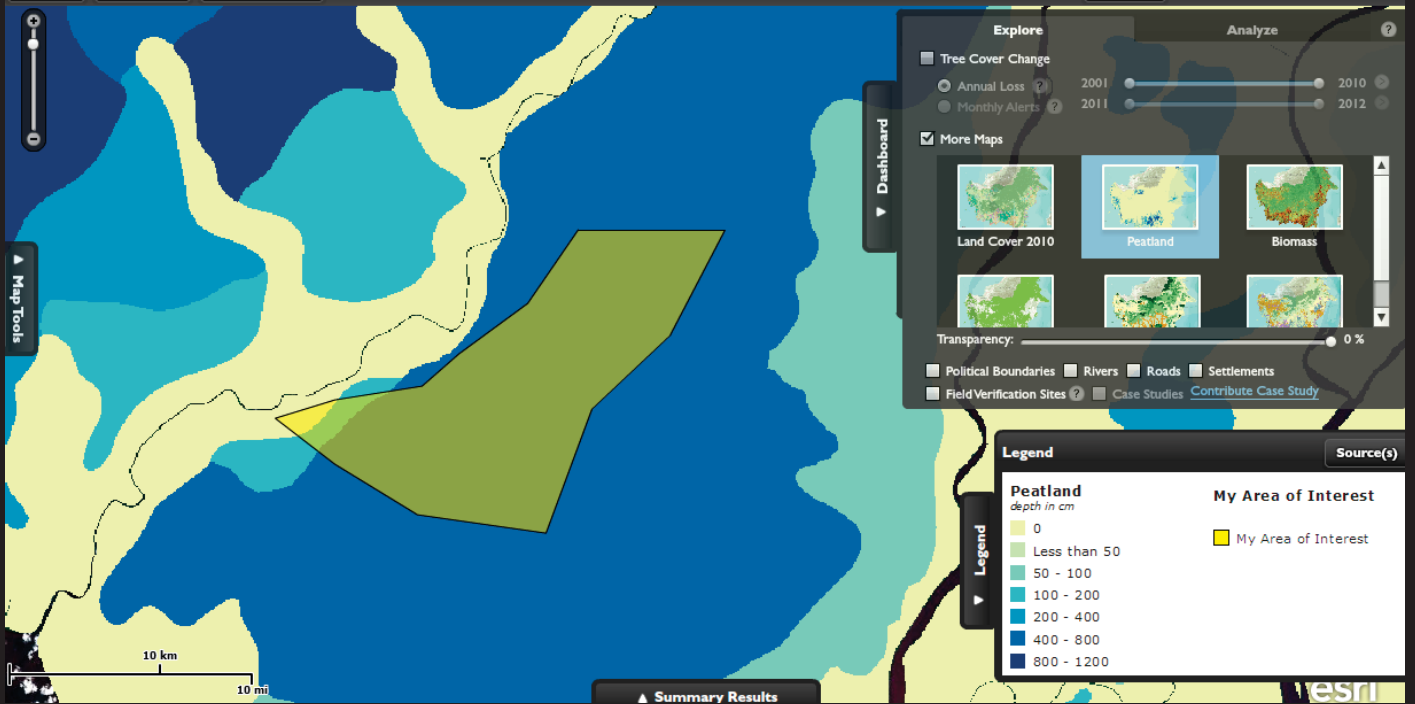 Explore
Analyze
?
Tree Cover Change
Annual Loss ?
2001
2010
Monthly Alerts ?
2011
2012
More Maps
Land Cover 2010
Peatland
Biomass
Transparency:
0 %
Political Boundaries
Rivers
Roads
Settlements
Field Verification Sites ?
Case Studies
Contribute Case Study
Dashboard
Map Tools
Legend
Source(s)
Peatland
depth in cm
0
Less than 50
50 - 100
100 - 200
200 - 400
400 - 800
800 - 1200
My Area of Interest
My Area of Interest
Legend
10 km
10 mi
Summary Results
esri